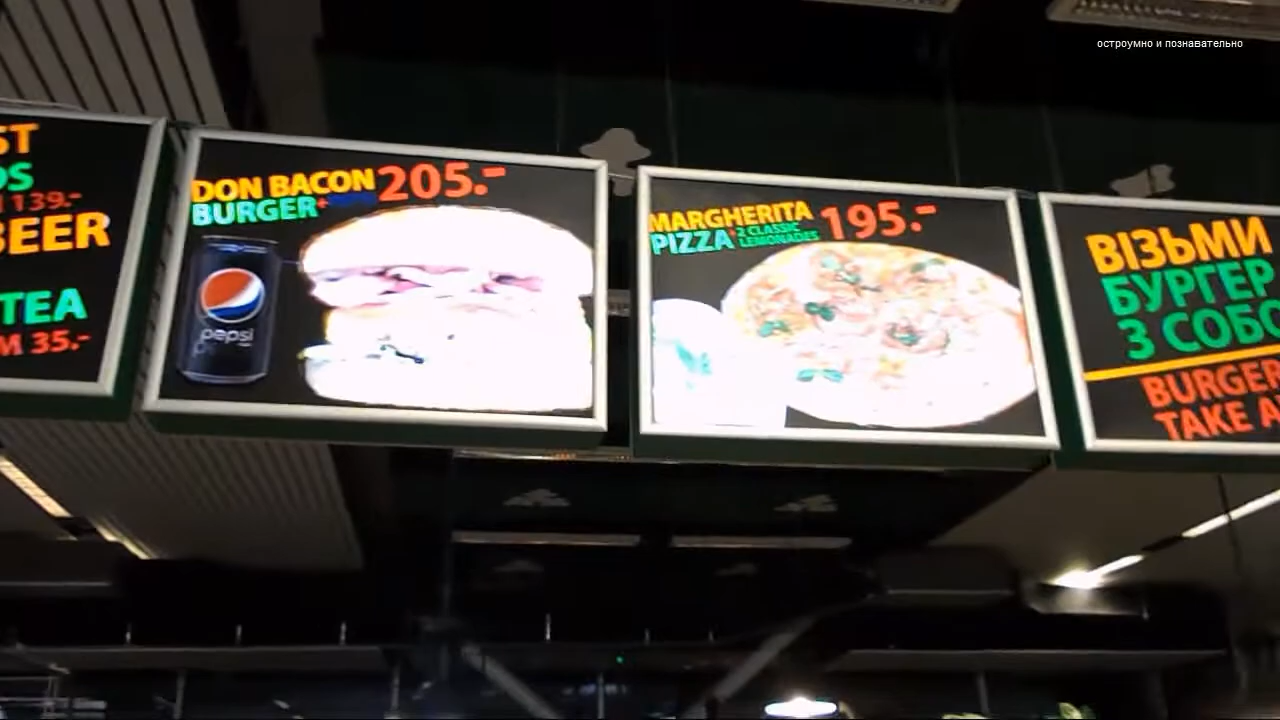 остроумно и познавательно
ST
DS
139.-
BEER
TEA
M 35.-
DON BACON 205.-
BURGER+
pepsi
MARGHERITA 195.-
PIZZA+ 2 CLASSIC
LEMONADES
ВІЗЬМИ
БУРГЕР
З СОБО
BURGER
TAKE A